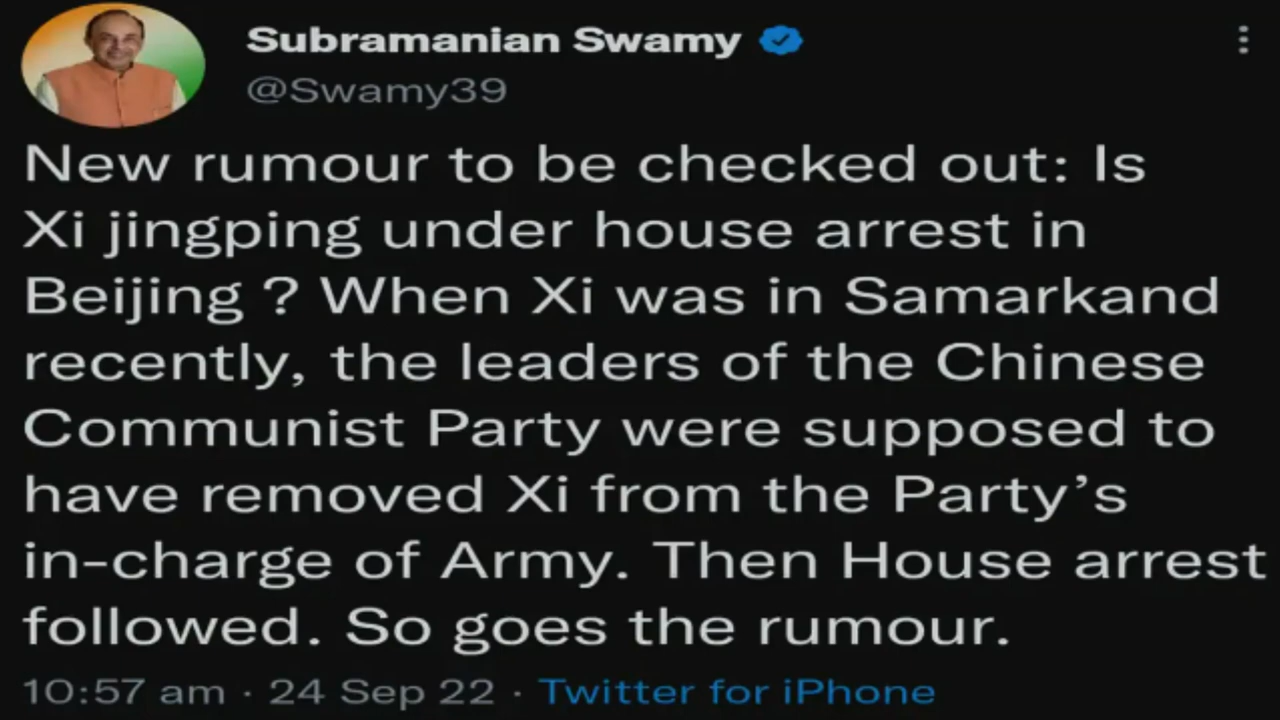 Subramanian Swamy
@Swamy39
New rumour to be checked out: Is
Xi jingping under house arrest in
Beijing ? When Xi was in Samarkand
recently, the leaders of the Chinese
Communist Party were supposed to
have removed Xi from the Party’s
in-charge of Army. Then House arrest
followed. So goes the rumour.
10:57 am · 24 Sep 22 · Twitter for iPhone